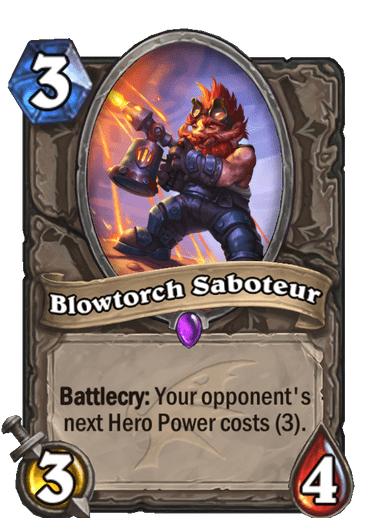 3
Blowtorch Saboteur
Battlecry: Your opponent's
next Hero Power costs (3).
3
4